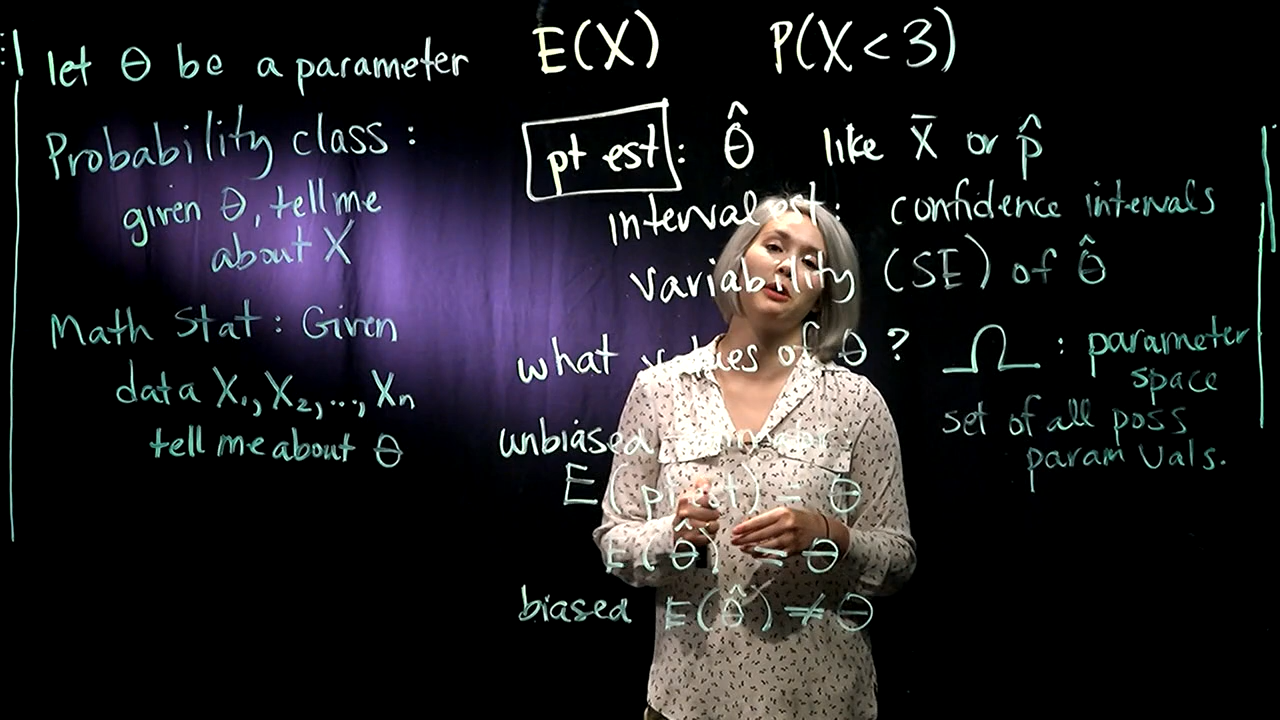 let θ be a parameter
Probability class:
given θ, tell me
about X
Math Stat: Given
data X₁, X₂, ..., Xₙ
tell me about θ
E(X) P(X<3)
pt est: θ̂ like X̄ or p̂
interval est: confidence intervals
variability (SE) of θ̂
what values of θ?
Ω: parameter
space
set of all poss
param vals.
unbiased estimator:
E(pt est) = θ
E(θ̂) = θ
biased E(θ̂) ≠ θ